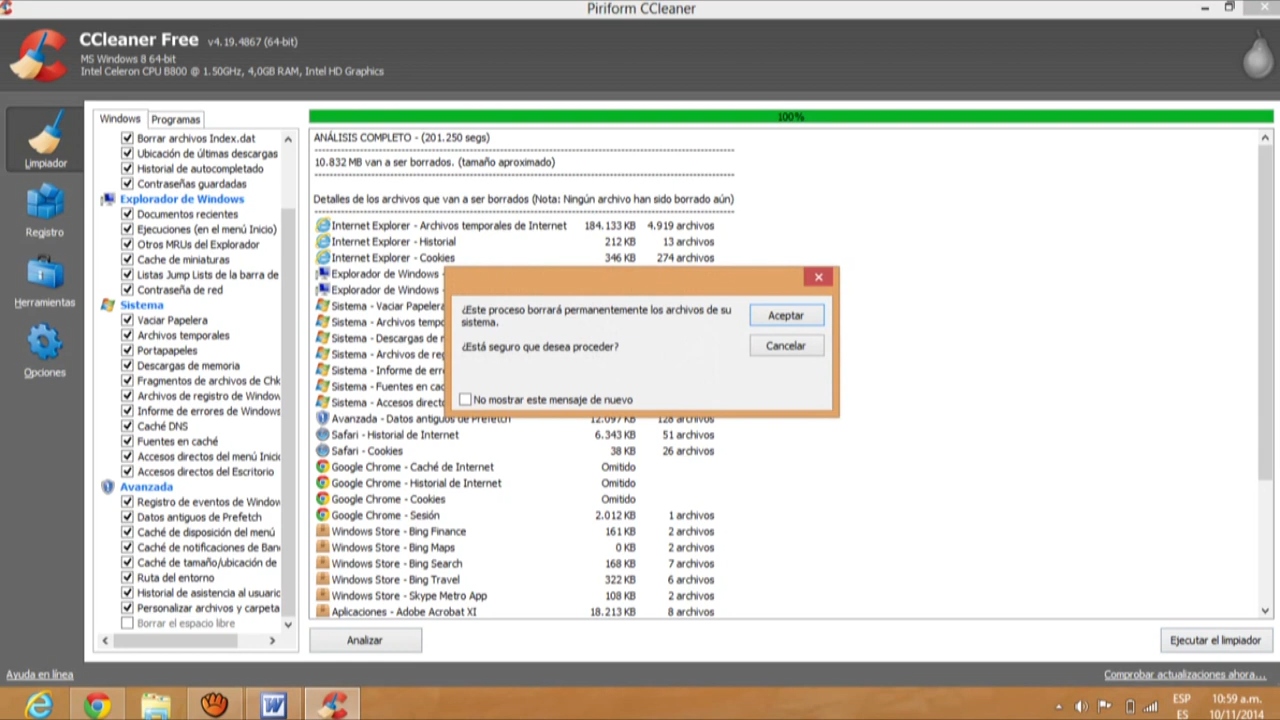 Piriform CCleaner
CCleaner Free v4.19.4867 (64-bit)
MS Windows 8 64-bit
Intel Celeron CPU B800 @ 1.50GHz, 4,0GB RAM, Intel HD Graphics
Limpiador
Registro
Herramientas
Opciones
Windows
Programas
Borrar archivos Index.dat
Ubicación de últimas descargas
Historial de autocompletado
Contraseñas guardadas
Explorador de Windows
Documentos recientes
Ejecuciones (en el menú Inicio)
Otros MRUs del Explorador
Cache de miniaturas
Listas Jump Lists de la barra de
Contraseña de red
Sistema
Vaciar Papelera
Archivos temporales
Portapapeles
Descargas de memoria
Fragmentos de archivos de Chk
Archivos de registro de Window
Informe de errores de Windows
Caché DNS
Fuentes en caché
Accesos directos del menú Inici
Accesos directos del Escritorio
Avanzada
Registro de eventos de Window
Datos antiguos de Prefetch
Caché de disposición del menú
Caché de notificaciones de Ban
Caché de tamaño/ubicación de
Ruta del entorno
Historial de asistencia al usuario
Personalizar archivos y carpeta
Borrar el espacio libre
100%
ANÁLISIS COMPLETO - (201.250 segs)
10.832 MB van a ser borrados. (tamaño aproximado)
Detalles de los archivos que van a ser borrados (Nota: Ningún archivo han sido borrado aún)
Internet Explorer - Archivos temporales de Internet 184.133 KB 4.919 archivos
Internet Explorer - Historial 212 KB 13 archivos
Internet Explorer - Cookies 346 KB 274 archivos
Explorador de Windows -
Explorador de Windows -
Sistema - Vaciar Papelera
Sistema - Archivos tempo
Sistema - Descargas de
Sistema - Archivos de re
Sistema - Informe de erro
Sistema - Fuentes en cac
Sistema - Accesos direct
Avanzada - Datos antiguos de Prefetch 12.097 KB 128 archivos
Safari - Historial de Internet 6.343 KB 51 archivos
Safari - Cookies 38 KB 26 archivos
Google Chrome - Caché de Internet Omitido
Google Chrome - Historial de Internet Omitido
Google Chrome - Cookies Omitido
Google Chrome - Sesión 2.012 KB 1 archivos
Windows Store - Bing Finance 161 KB 2 archivos
Windows Store - Bing Maps 0 KB 2 archivos
Windows Store - Bing Search 168 KB 7 archivos
Windows Store - Bing Travel 322 KB 6 archivos
Windows Store - Skype Metro App 108 KB 2 archivos
Aplicaciones - Adobe Acrobat XI 18.213 KB 8 archivos
¿Este proceso borrará permanentemente los archivos de su
sistema.
¿Está seguro que desea proceder?
Aceptar
Cancelar
No mostrar este mensaje de nuevo
Analizar
Ejecutar el limpiador
Ayuda en línea
Comprobar actualizaciones ahora...
ESP
ES
10:59 a.m.
10/11/2014